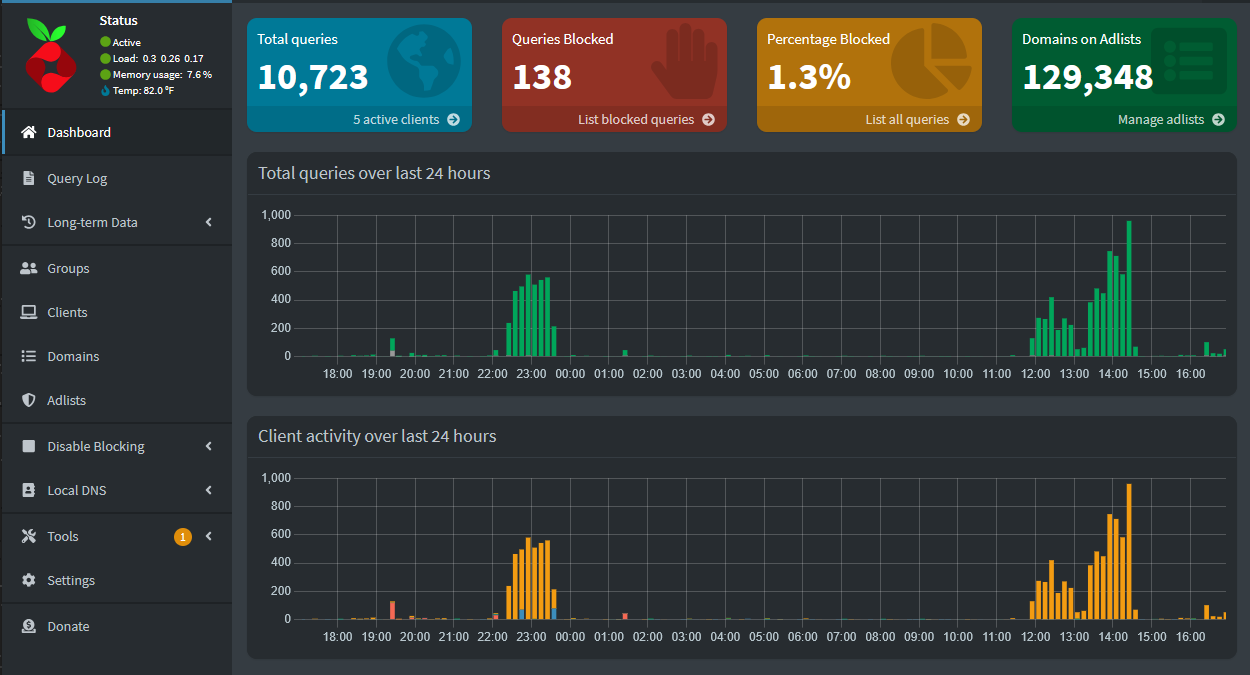 Status
Active
Load: 0.3 0.26 0.17
Memory usage: 7.6 %
Temp: 82.0 °F
Dashboard
Query Log
Long-term Data
Groups
Clients
Domains
Adlists
Disable Blocking
Local DNS
Tools 1
Settings
Donate
Total queries
10,723
5 active clients
Queries Blocked
138
List blocked queries
Percentage Blocked
1.3%
List all queries
Domains on Adlists
129,348
Manage adlists
Total queries over last 24 hours
1,000
800
600
400
200
0
18:00 19:00 20:00 21:00 22:00 23:00 00:00 01:00 02:00 03:00 04:00 05:00 06:00 07:00 08:00 09:00 10:00 11:00 12:00 13:00 14:00 15:00 16:00
Client activity over last 24 hours
1,000
800
600
400
200
0
18:00 19:00 20:00 21:00 22:00 23:00 00:00 01:00 02:00 03:00 04:00 05:00 06:00 07:00 08:00 09:00 10:00 11:00 12:00 13:00 14:00 15:00 16:00